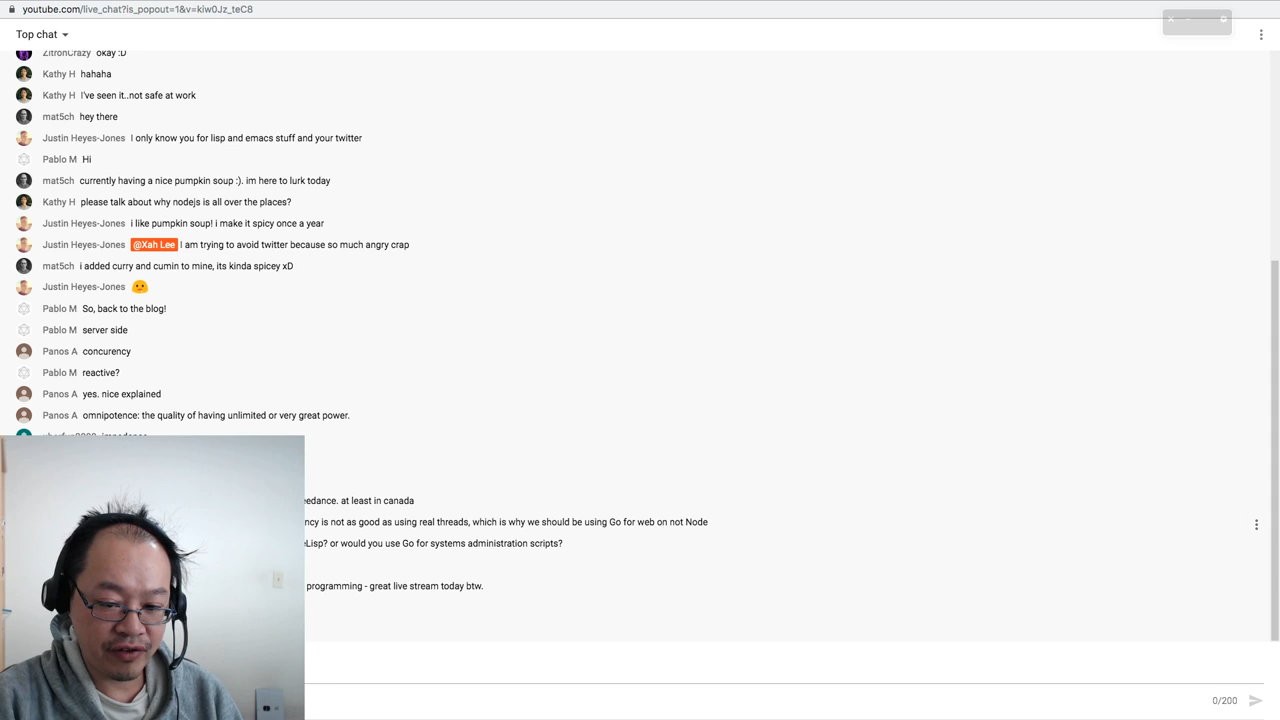 youtube.com/live_chat?is_popout=1&v=kiw0Jz_teC8
Top chat
ZitronCrazy okay :D
Kathy H hahaha
Kathy H I've seen it..not safe at work
mat5ch hey there
Justin Heyes-Jones I only know you for lisp and emacs stuff and your twitter
Pablo M Hi
mat5ch currently having a nice pumpkin soup :). im here to lurk today
Kathy H please talk about why nodejs is all over the places?
Justin Heyes-Jones i like pumpkin soup! i make it spicy once a year
Justin Heyes-Jones @Xah Lee I am trying to avoid twitter because so much angry crap
mat5ch i added curry and cumin to mine, its kinda spicey xD
Justin Heyes-Jones
Pablo M So, back to the blog!
Pablo M server side
Panos A concurency
Pablo M reactive?
Panos A yes. nice explained
Panos A omnipotence: the quality of having unlimited or very great power.
edance. at least in canada
ncy is not as good as using real threads, which is why we should be using Go for web on not Node
Lisp? or would you use Go for systems administration scripts?
programming - great live stream today btw.
0/200